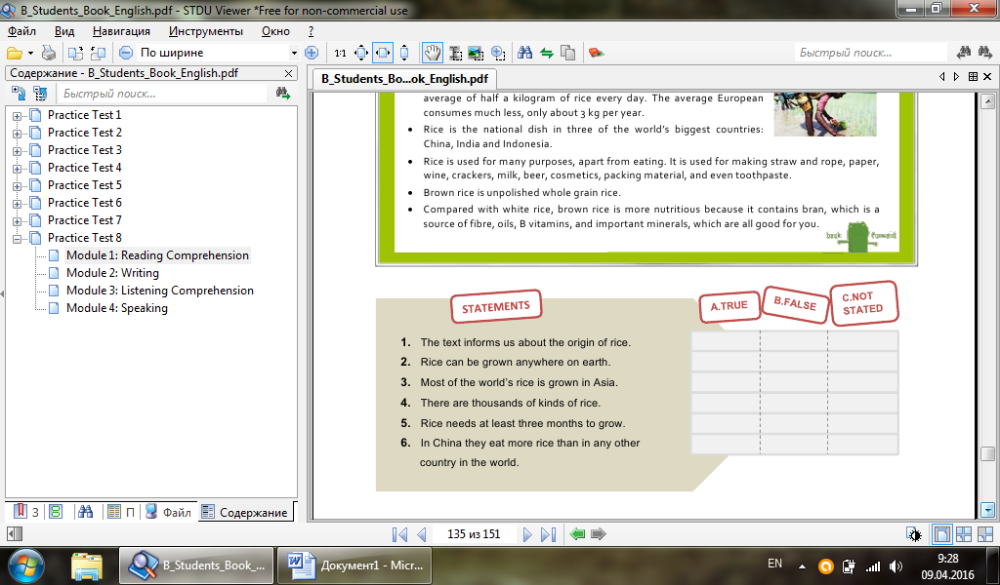 B_Students_Book_English.pdf - STDU Viewer *Free for non-commercial use
Файл Вид Навигация Инструменты Окно ?
По ширине 1:1 Быстрый поиск...
Содержание - B_Students_Book_English.pdf
Быстрый поиск...
Practice Test 1
Practice Test 2
Practice Test 3
Practice Test 4
Practice Test 5
Practice Test 6
Practice Test 7
Practice Test 8
Module 1: Reading Comprehension
Module 2: Writing
Module 3: Listening Comprehension
Module 4: Speaking
З П Файл Содержание
B_Students_Bo...ok_English.pdf
average of half a kilogram of rice every day. The average European
consumes much less, only about 3 kg per year.
• Rice is the national dish in three of the world's biggest countries:
China, India and Indonesia.
• Rice is used for many purposes, apart from eating. It is used for making straw and rope, paper,
wine, crackers, milk, beer, cosmetics, packing material, and even toothpaste.
• Brown rice is unpolished whole grain rice.
• Compared with white rice, brown rice is more nutritious because it contains bran, which is a
source of fibre, oils, B vitamins, and important minerals, which are all good for you.
book forward
STATEMENTS
A.TRUE
B.FALSE
C.NOT
STATED
1. The text informs us about the origin of rice.
2. Rice can be grown anywhere on earth.
3. Most of the world's rice is grown in Asia.
4. There are thousands of kinds of rice.
5. Rice needs at least three months to grow.
6. In China they eat more rice than in any other
country in the world.
135 из 151
B_Students_Book_...
Документ1 - Micr...
EN
9:28
09.04.2016